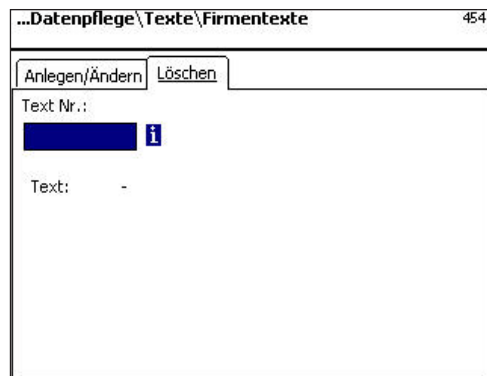 ...Datenpflege\Texte\Firmentexte 454
Anlegen/Ändern Löschen
Text Nr.:
i
Text: -